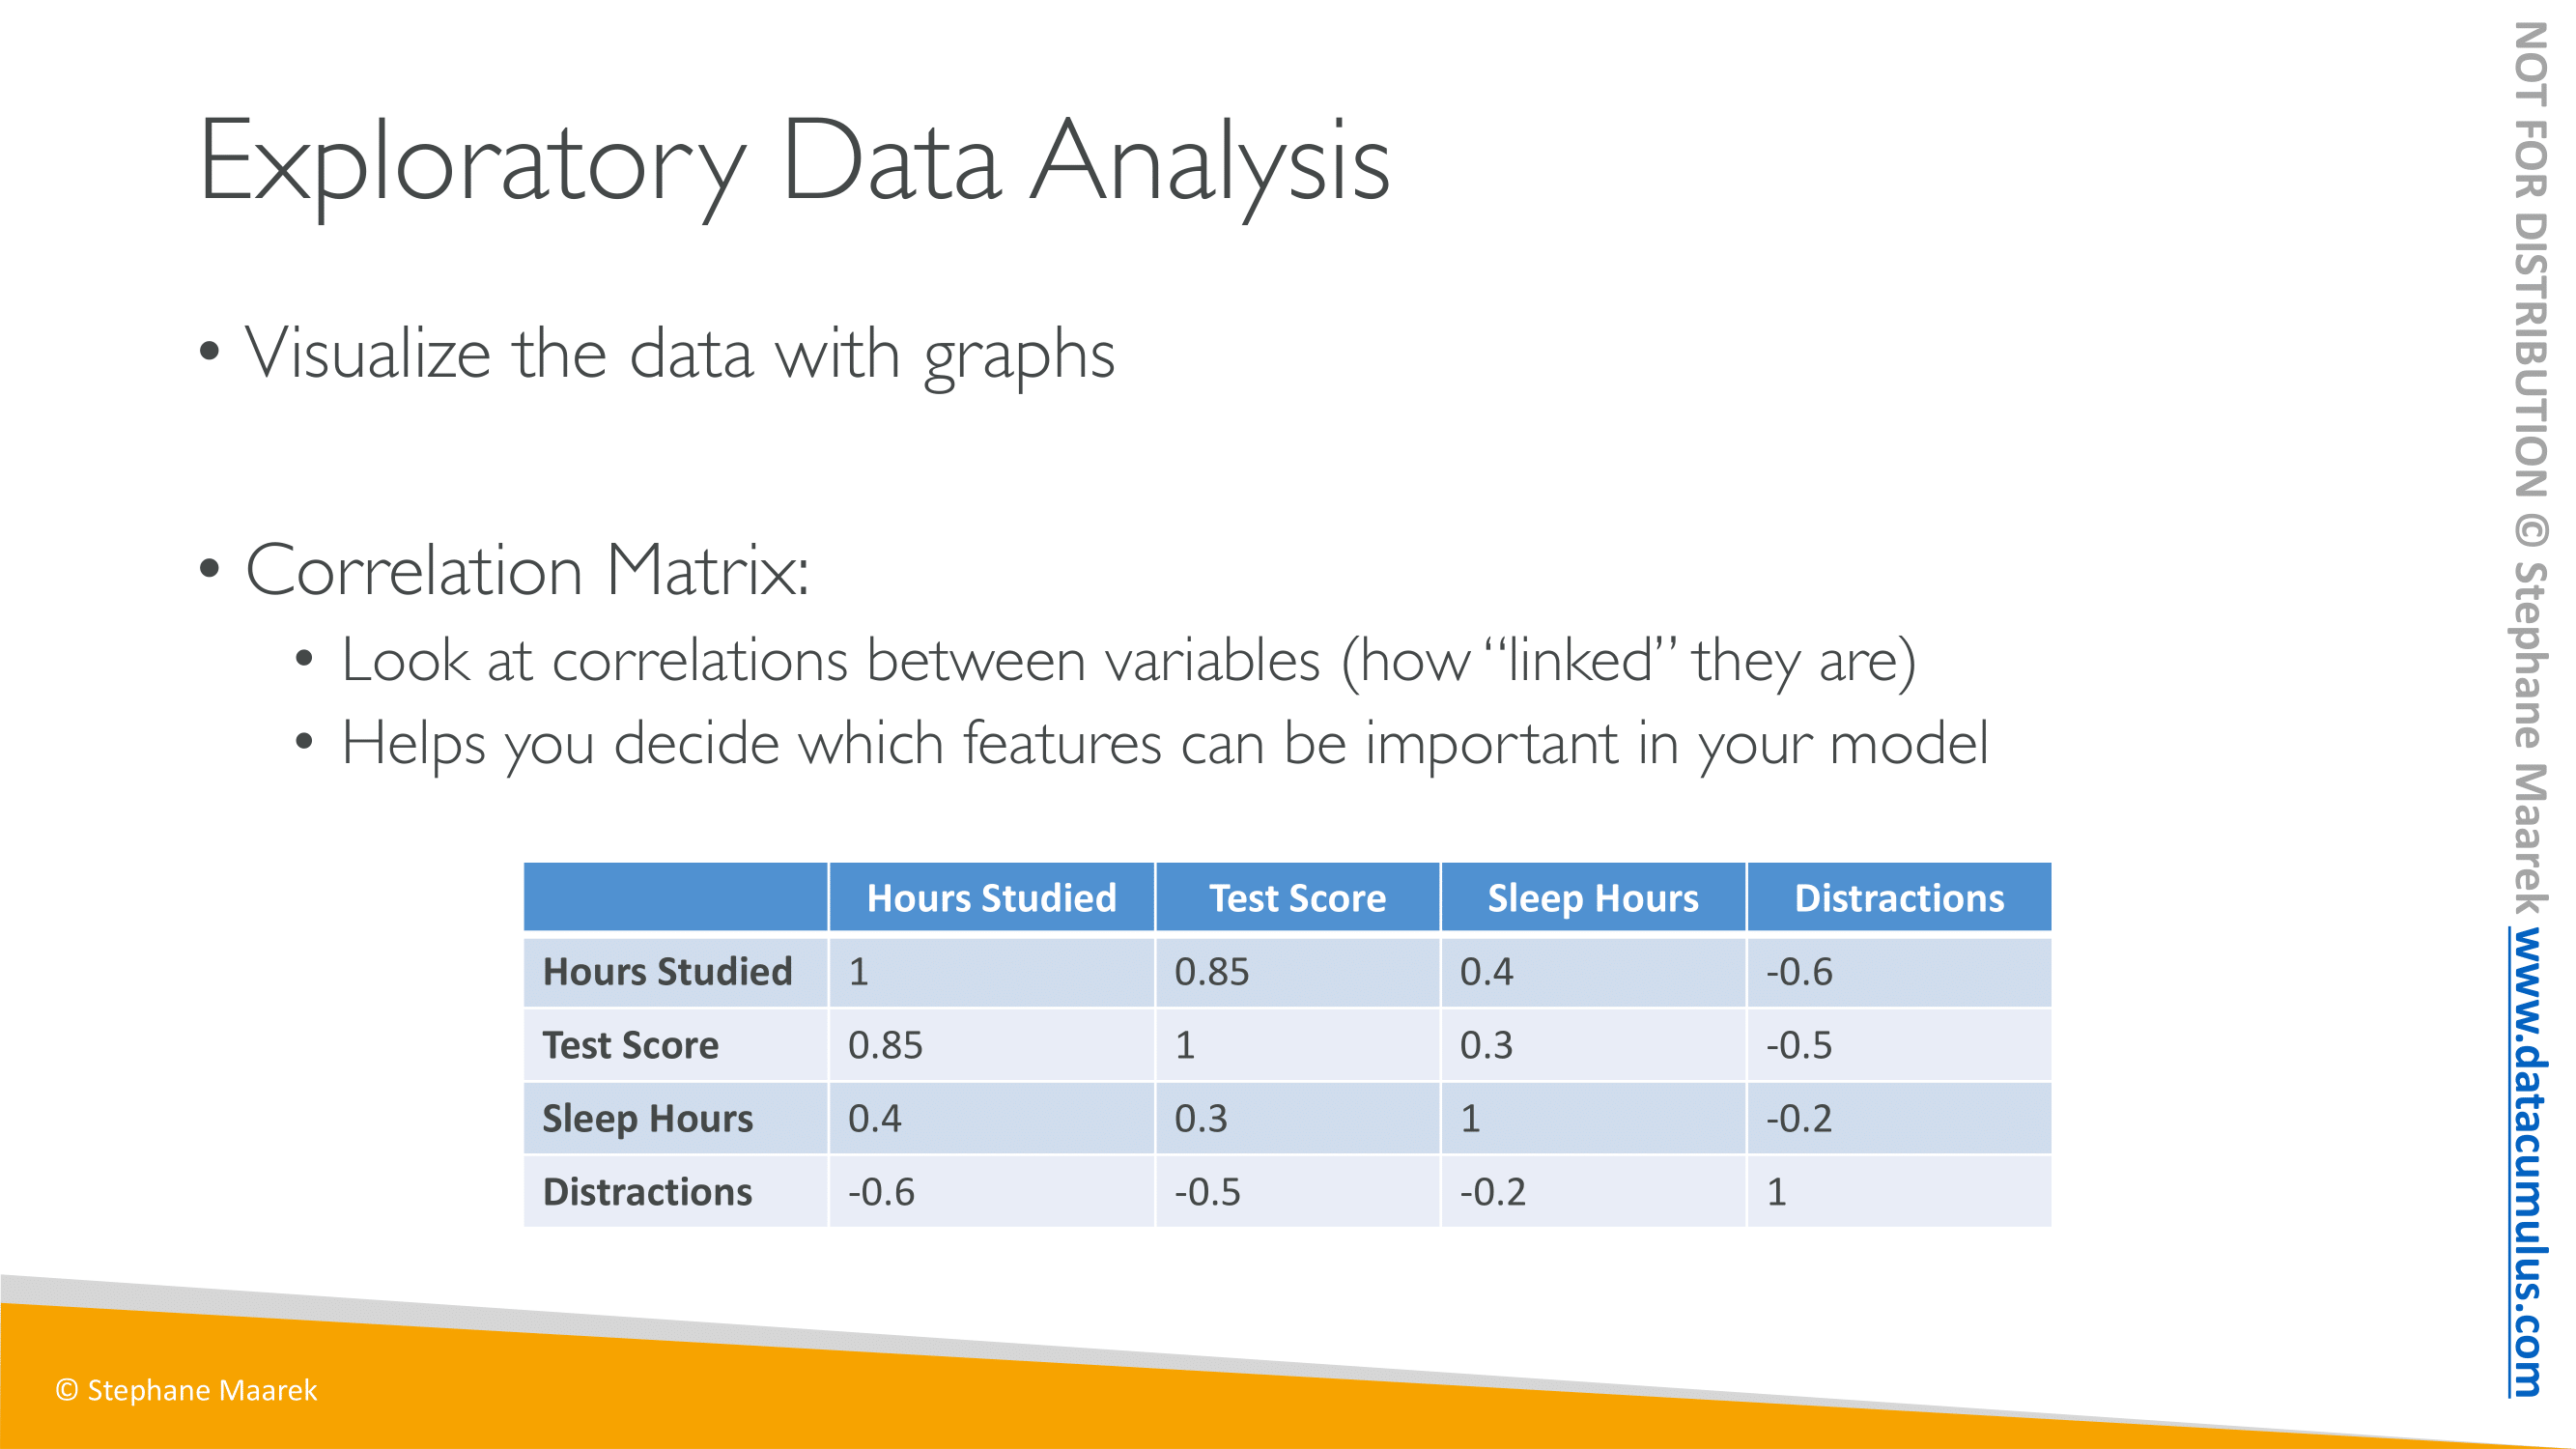 Exploratory Data Analysis
• Visualize the data with graphs
• Correlation Matrix:
• Look at correlations between variables (how “linked” they are)
• Helps you decide which features can be important in your model
Hours Studied Test Score Sleep Hours Distractions
Hours Studied 1 0.85 0.4 -0.6
Test Score 0.85 1 0.3 -0.5
Sleep Hours 0.4 0.3 1 -0.2
Distractions -0.6 -0.5 -0.2 1
© Stephane Maarek
NOT FOR DISTRIBUTION © Stephane Maarek www.datacumulus.com